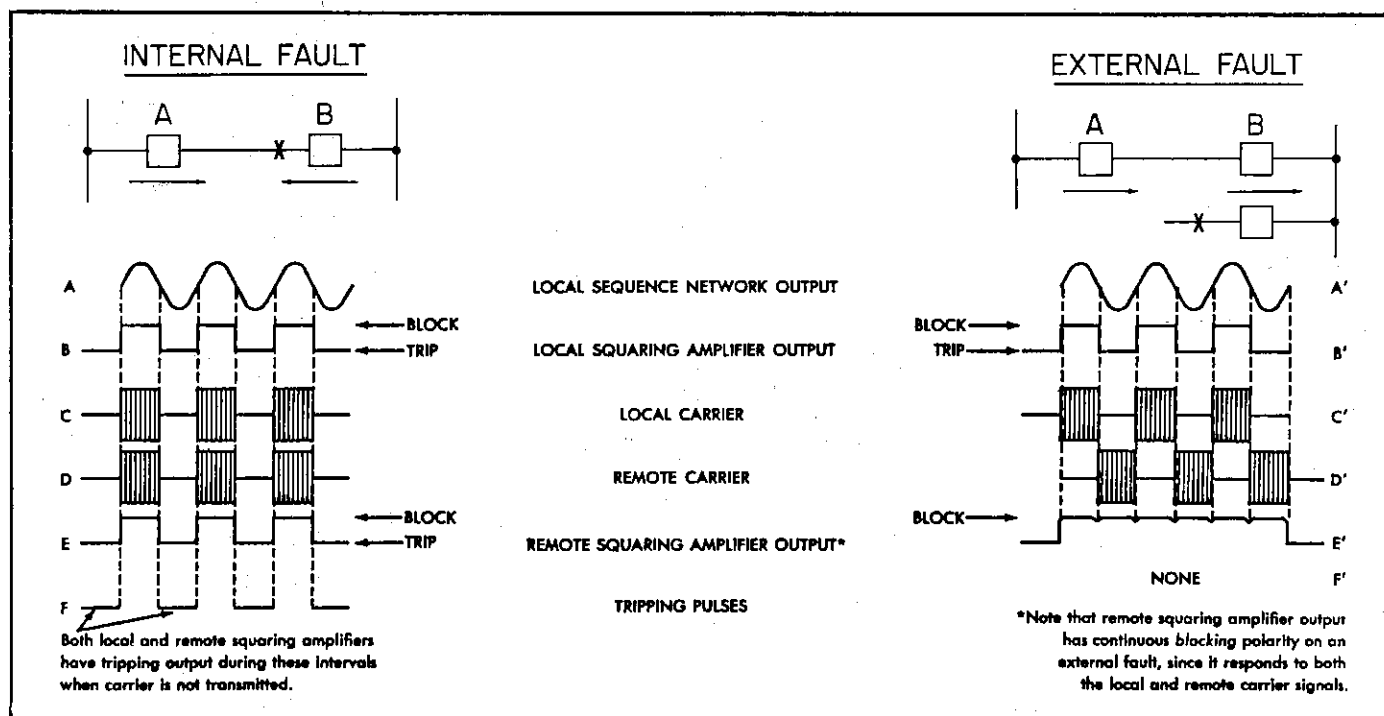 INTERNAL FAULT
EXTERNAL FAULT
A B
A B
X
X
A LOCAL SEQUENCE NETWORK OUTPUT A'
BLOCK BLOCK
B TRIP LOCAL SQUARING AMPLIFIER OUTPUT TRIP B'
C LOCAL CARRIER C'
D REMOTE CARRIER D'
BLOCK BLOCK
E TRIP REMOTE SQUARING AMPLIFIER OUTPUT* E'
NONE F'
F TRIPPING PULSES
Both local and remote squaring amplifiers
have tripping output during these intervals
when carrier is not transmitted.
*Note that remote squaring amplifier output
has continuous blocking polarity on an
external fault, since it responds to both
the local and remote carrier signals.